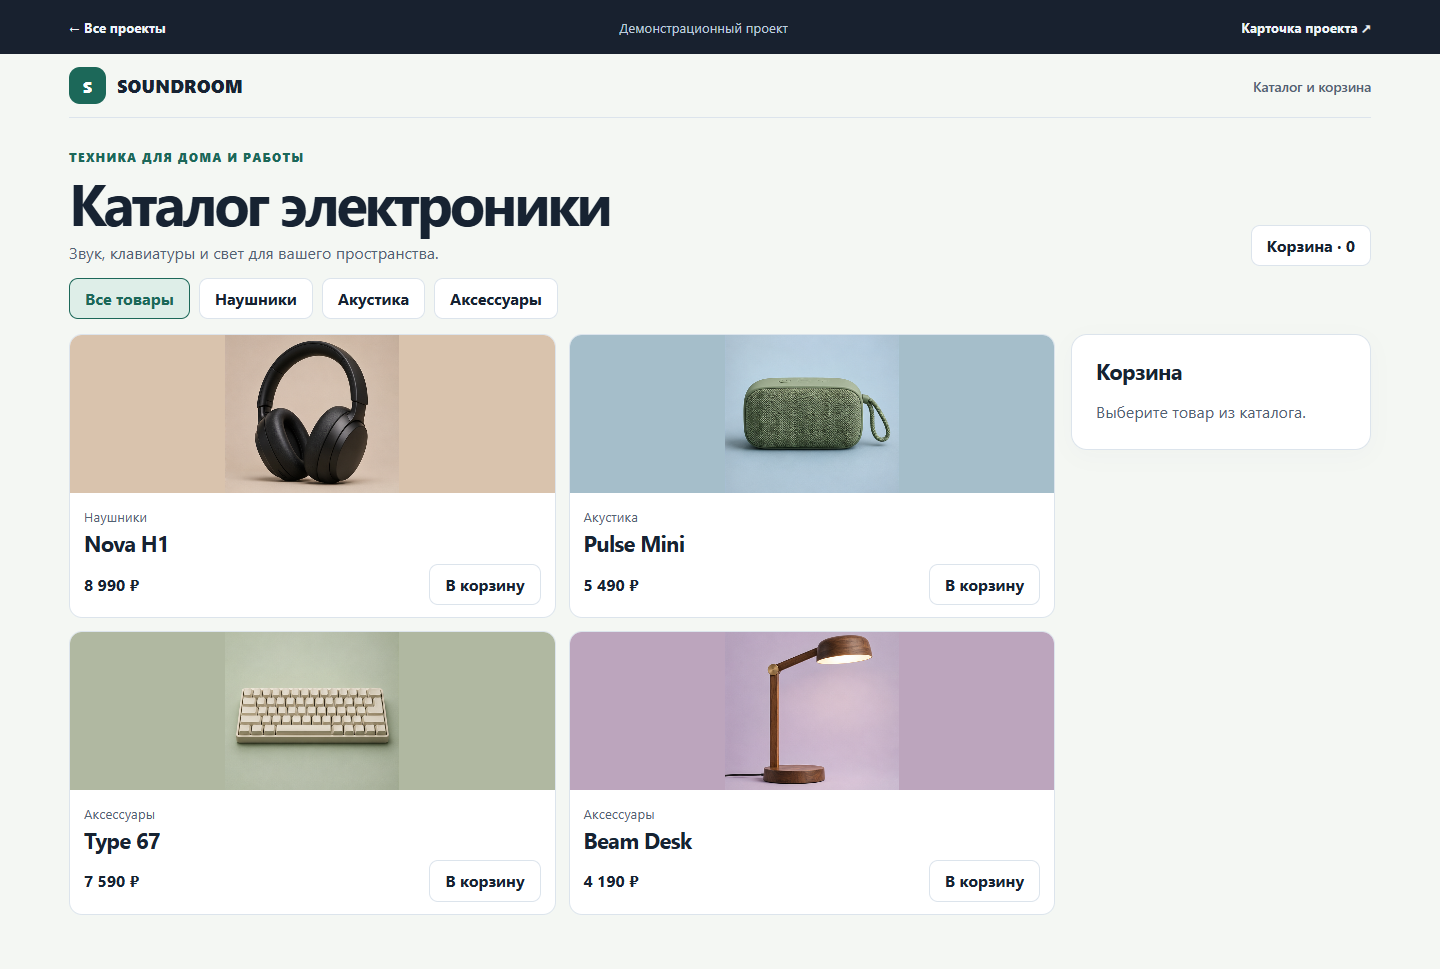 ← Все проекты
Демонстрационный проект
Карточка проекта ↗
S SOUNDROOM
Каталог и корзина
ТЕХНИКА ДЛЯ ДОМА И РАБОТЫ
Каталог электроники
Звук, клавиатуры и свет для вашего пространства.
Корзина · 0
Все товары
Наушники
Акустика
Аксессуары
Наушники
Nova H1
8 990 ₽
В корзину
Акустика
Pulse Mini
5 490 ₽
В корзину
Корзина
Выберите товар из каталога.
Аксессуары
Type 67
7 590 ₽
В корзину
Аксессуары
Beam Desk
4 190 ₽
В корзину